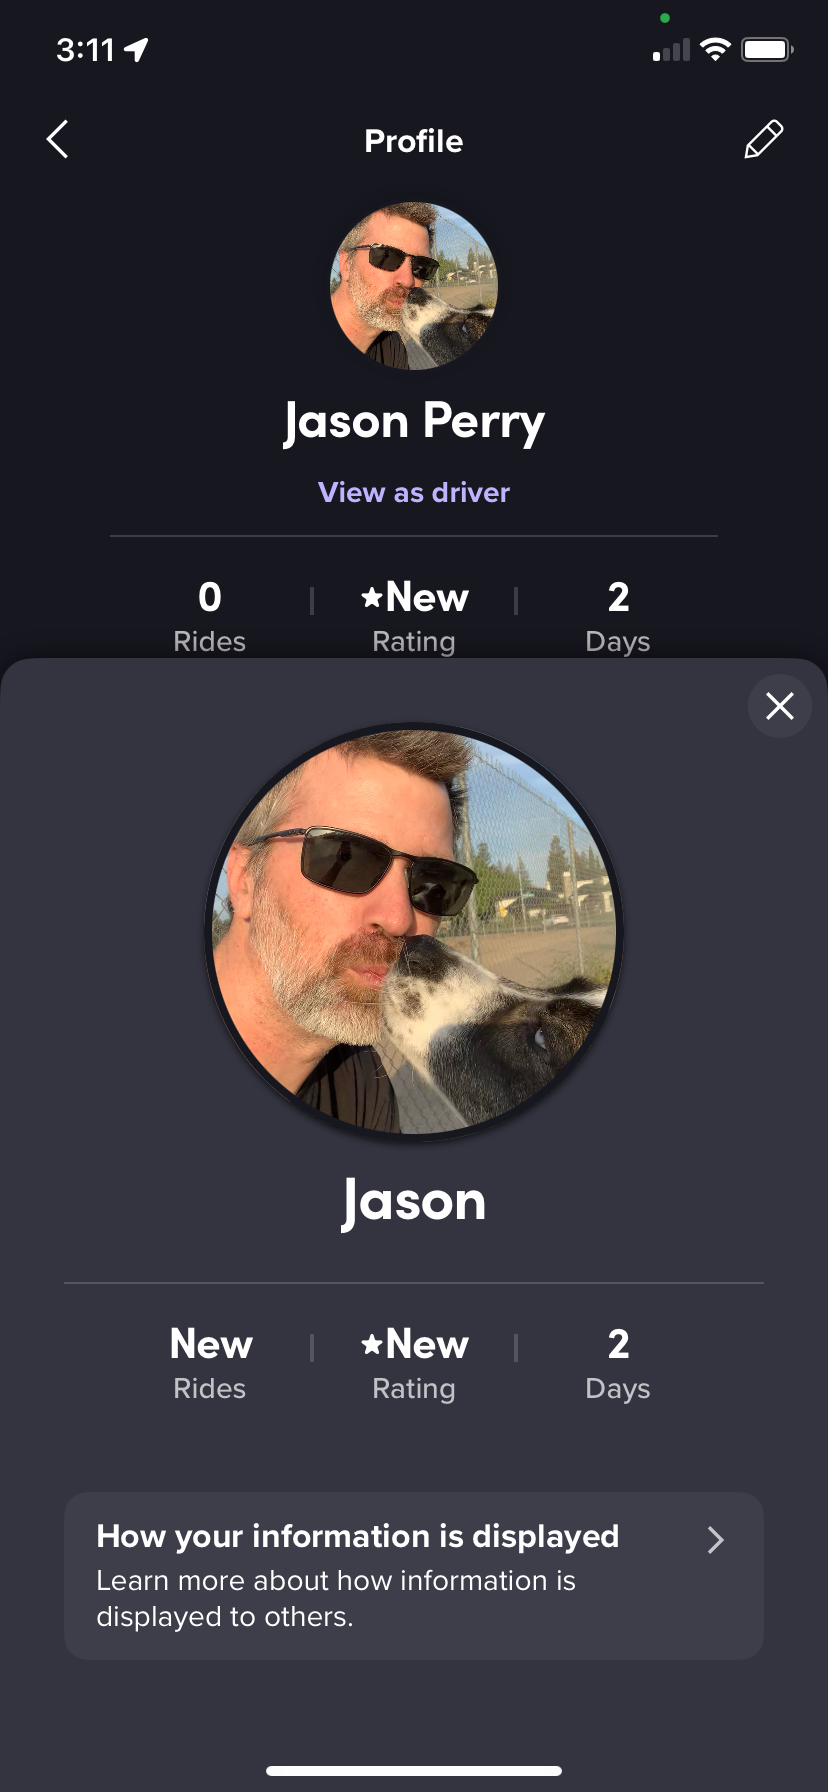 3:11
Profile
Jason Perry
View as driver
0 | ★New | 2
Rides Rating Days
Jason
New | ★New | 2
Rides Rating Days
How your information is displayed
Learn more about how information is
displayed to others.